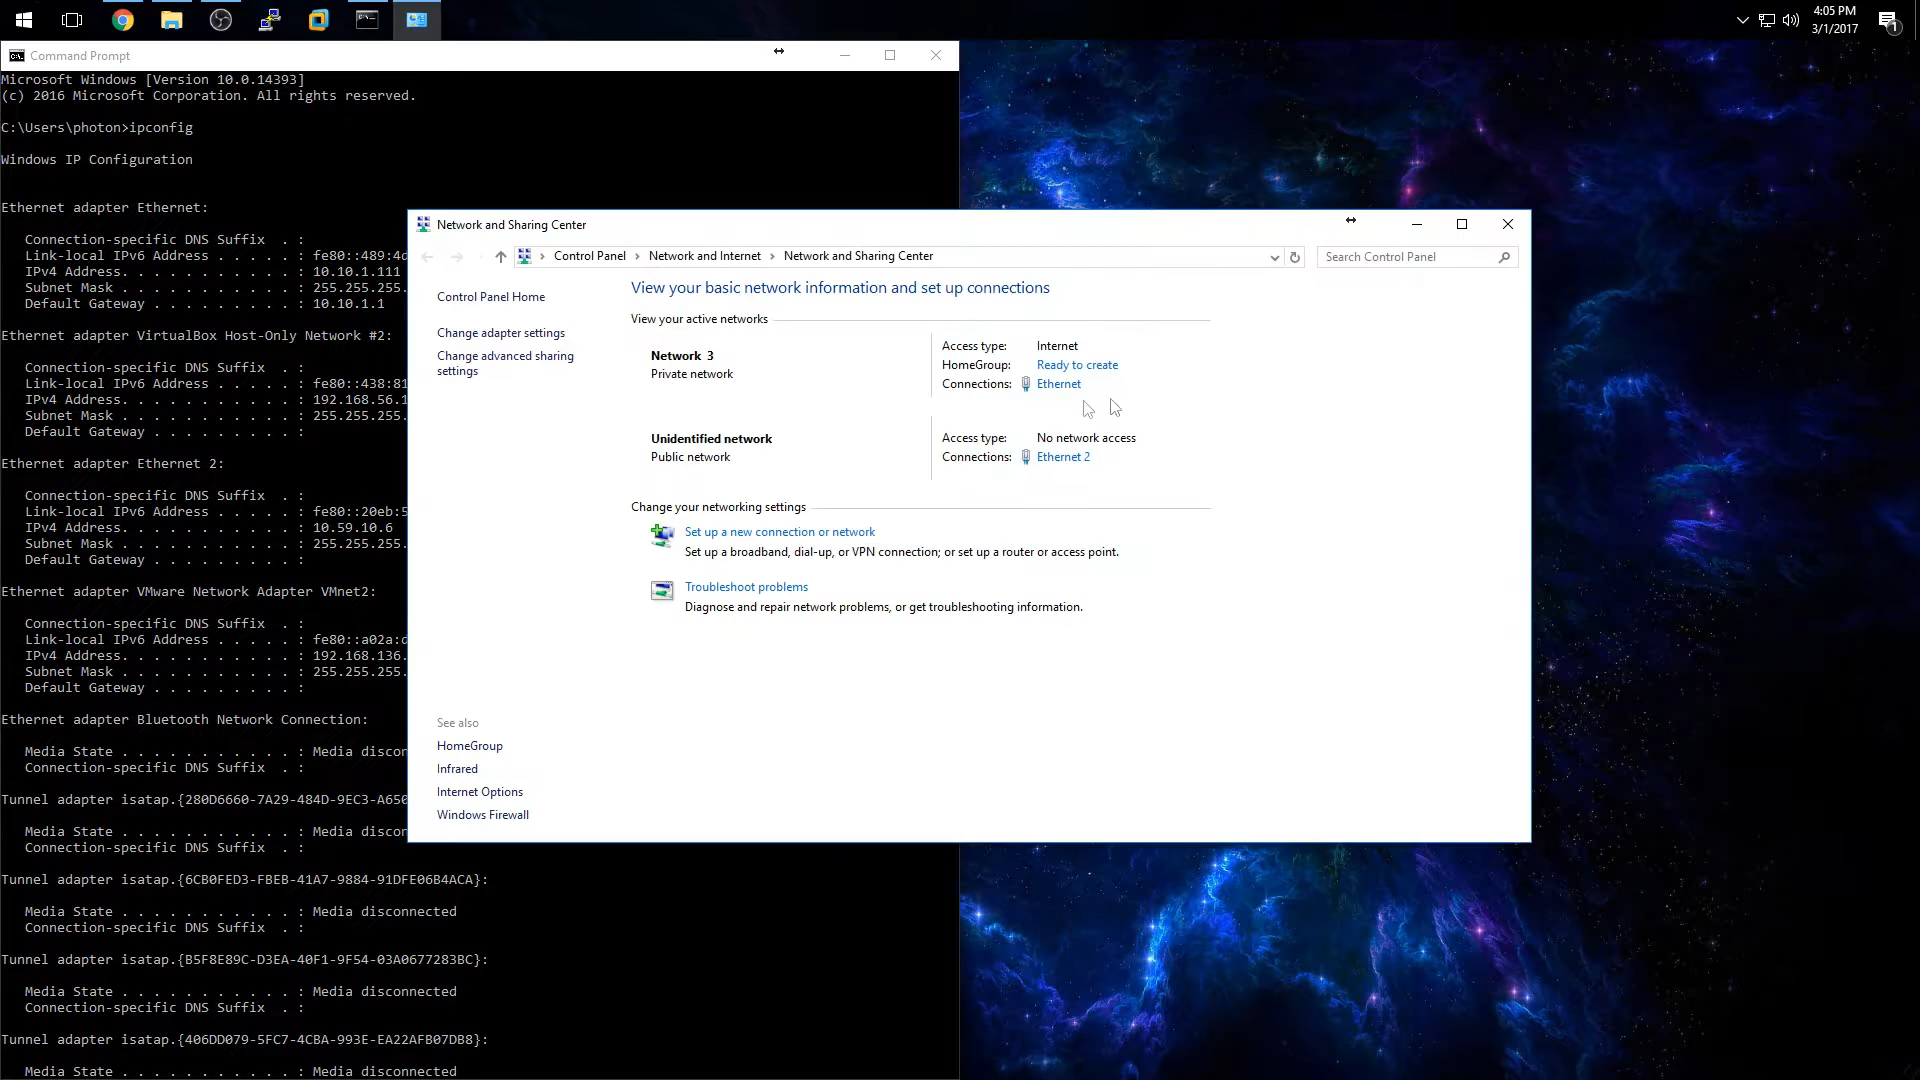 4:05 PM
3/1/2017
1
Command Prompt
Microsoft Windows [Version 10.0.14393]
(c) 2016 Microsoft Corporation. All rights reserved.
C:\Users\photon>ipconfig
Windows IP Configuration
Ethernet adapter Ethernet:
Connection-specific DNS Suffix  . :
Link-local IPv6 Address . . . . . : fe80::489:4d
IPv4 Address. . . . . . . . . . . : 10.10.1.111
Subnet Mask . . . . . . . . . . . : 255.255.255.
Default Gateway . . . . . . . . . : 10.10.1.1
Ethernet adapter VirtualBox Host-Only Network #2:
Connection-specific DNS Suffix  . :
Link-local IPv6 Address . . . . . : fe80::438:81
IPv4 Address. . . . . . . . . . . : 192.168.56.1
Subnet Mask . . . . . . . . . . . : 255.255.255.
Default Gateway . . . . . . . . . :
Ethernet adapter Ethernet 2:
Connection-specific DNS Suffix  . :
Link-local IPv6 Address . . . . . : fe80::20eb:5
IPv4 Address. . . . . . . . . . . : 10.59.10.6
Subnet Mask . . . . . . . . . . . : 255.255.255.
Default Gateway . . . . . . . . . :
Ethernet adapter VMware Network Adapter VMnet2:
Connection-specific DNS Suffix  . :
Link-local IPv6 Address . . . . . : fe80::a02a:d
IPv4 Address. . . . . . . . . . . : 192.168.136.
Subnet Mask . . . . . . . . . . . : 255.255.255.
Default Gateway . . . . . . . . . :
Ethernet adapter Bluetooth Network Connection:
Media State . . . . . . . . . . . : Media discon
Connection-specific DNS Suffix  . :
Tunnel adapter isatap.{280D6660-7A29-484D-9EC3-A650
Media State . . . . . . . . . . . : Media discon
Connection-specific DNS Suffix  . :
Tunnel adapter isatap.{6CB0FED3-FBEB-41A7-9884-91DFE06B4ACA}:
Media State . . . . . . . . . . . : Media disconnected
Connection-specific DNS Suffix  . :
Tunnel adapter isatap.{B5F8E89C-D3EA-40F1-9F54-03A0677283BC}:
Media State . . . . . . . . . . . : Media disconnected
Connection-specific DNS Suffix  . :
Tunnel adapter isatap.{406DD079-5FC7-4CBA-993E-EA22AFB07DB8}:
Media State . . . . . . . . . . . : Media disconnected
Network and Sharing Center
Control Panel > Network and Internet > Network and Sharing Center
Search Control Panel
Control Panel Home
Change adapter settings
Change advanced sharing
settings
View your basic network information and set up connections
View your active networks
Network 3
Private network
Access type: Internet
HomeGroup: Ready to create
Connections: Ethernet
Unidentified network
Public network
Access type: No network access
Connections: Ethernet 2
Change your networking settings
Set up a new connection or network
Set up a broadband, dial-up, or VPN connection; or set up a router or access point.
Troubleshoot problems
Diagnose and repair network problems, or get troubleshooting information.
See also
HomeGroup
Infrared
Internet Options
Windows Firewall